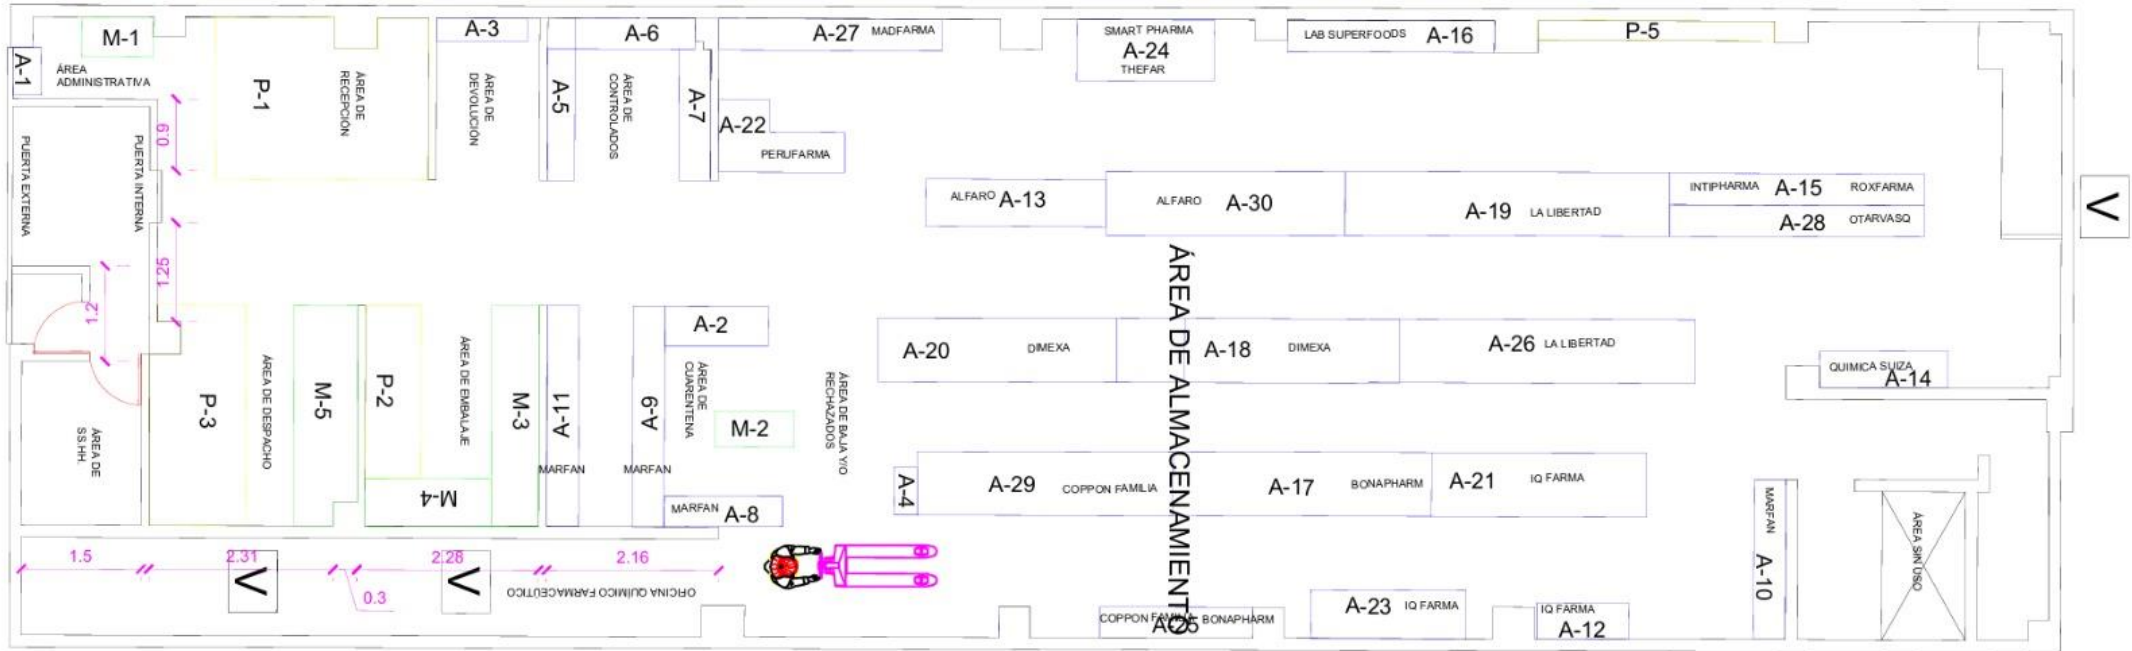 M-1
A-1
ÁREA
ADMINISTRATIVA
P-1
ÁREA DE
RECEPCIÓN
A-3
ÁREA DE
DEVOLUCIÓN
A-6
A-5
ÁREA DE
CONTROLADOS
A-7
A-27 MADFARMA
A-22
PERUFARMA
SMART PHARMA
A-24
THEFAR
LAB SUPERFOODS A-16
P-5
PUERTA EXTERNA
PUERTA INTERNA
0.9
1.25
1.2
ALFARO A-13
ALFARO A-30
A-19 LA LIBERTAD
INTIPHARMA A-15 ROXFARMA
A-28 OTARVASQ
V
ÁREA DE ALMACENAMIENTO
A-20 DIMEXA
A-18 DIMEXA
A-26 LA LIBERTAD
QUIMICA SUIZA
A-14
ÁREA DE
SS.HH.
P-3
ÁREA DE DESPACHO
M-5
P-2
ÁREA DE EMBALAJE
M-3
M-4
A-11
MARFAN
A-9
MARFAN
A-2
ÁREA DE
CUARENTENA
M-2
MARFAN A-8
ÁREA DE BAJA Y/O
RECHAZADOS
A-4
A-29 COPPON FAMILIA
A-17 BONAPHARM
A-21 IQ FARMA
MARFAN
A-10
ÁREA SIN USO
1.5
2.31
0.3
2.28
2.16
V
V
OFICINA QUÍMICO FARMACEÚTICO
COPPON FAMILIA A-25 BONAPHARM
A-23 IQ FARMA
IQ FARMA
A-12